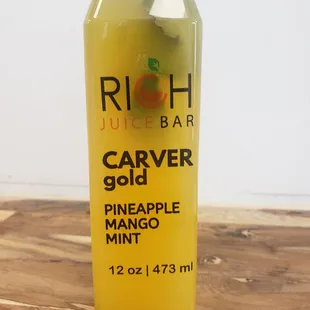 RICH
JUICE BAR
CARVER
gold
PINEAPPLE
MANGO
MINT
12 oz | 473 ml